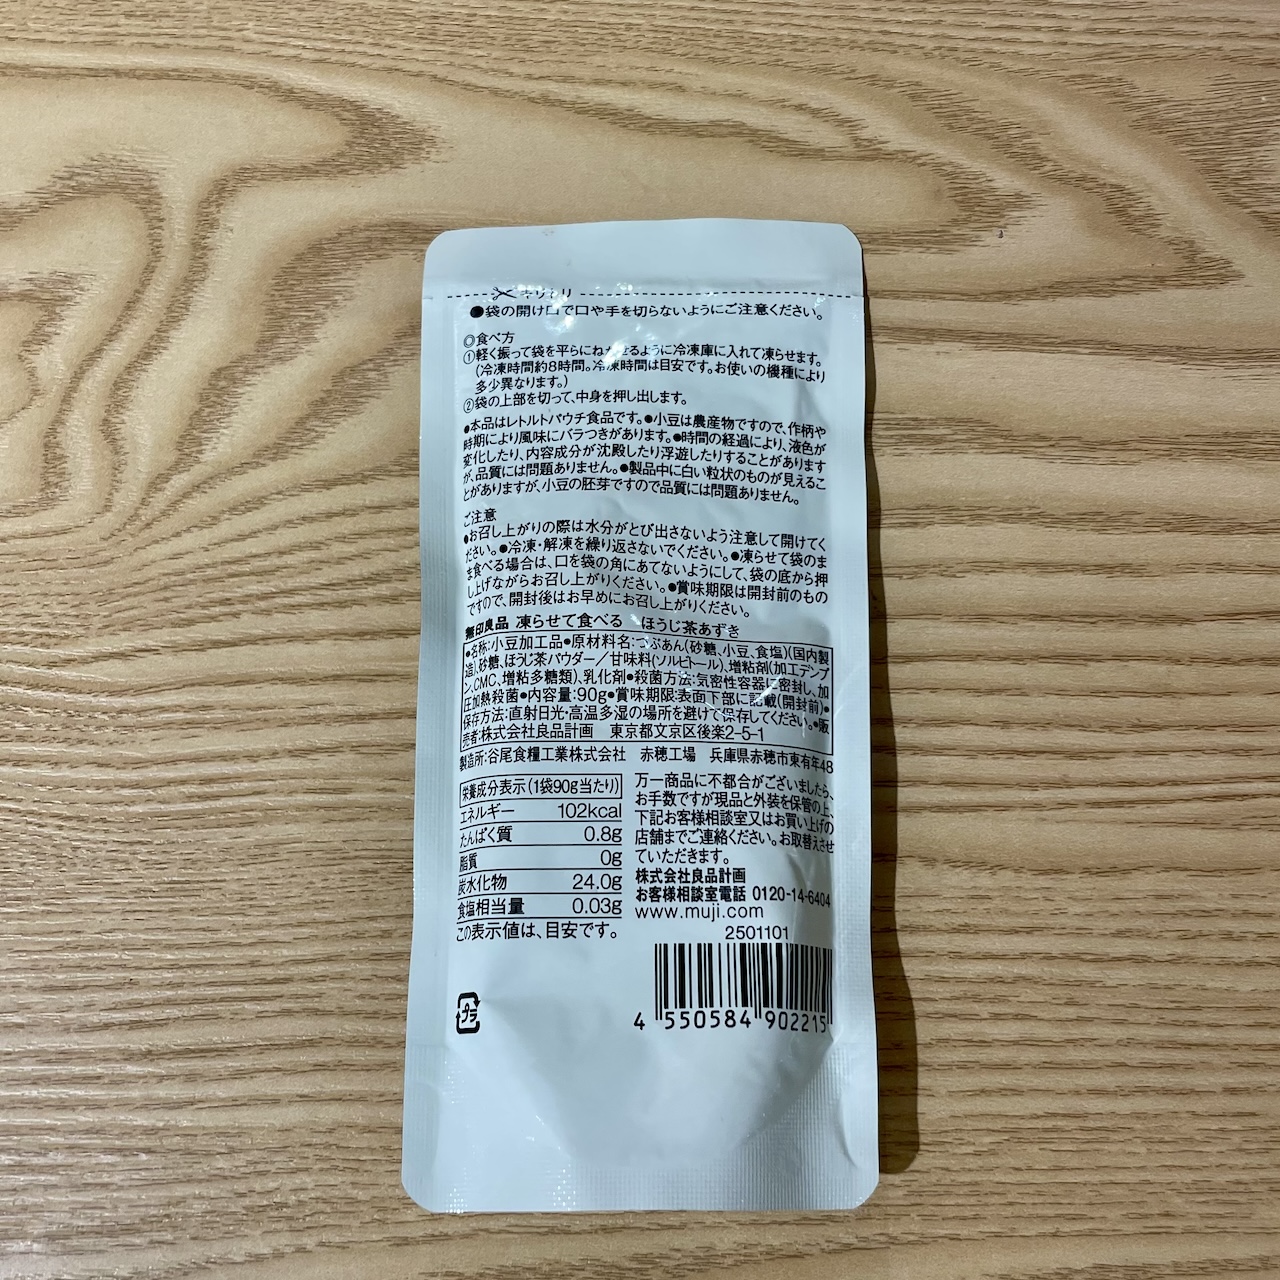 キリトリ
●袋の開け口で口や手を切らないようにご注意ください。
◎食べ方
①軽く振って袋を平らにねかせるように冷凍庫に入れて凍らせます。
(冷凍時間約8時間。冷凍時間は目安です。お使いの機種により
多少異なります。)
②袋の上部を切って、中身を押し出します。
●本品はレトルトパウチ食品です。●小豆は農産物ですので、作柄や
時期により風味にバラつきがあります。●時間の経過により、液色が
変化したり、内容成分が沈殿したり浮遊したりすることがあります
が、品質には問題ありません。●製品中に白い粒状のものが見えるこ
とがありますが、小豆の胚芽ですので品質には問題ありません。
ご注意
●お召し上がりの際は水分がとび出さないよう注意して開けてく
ださい。●冷凍・解凍を繰り返さないでください。●凍らせて袋のま
ま食べる場合は、口を袋の角にあてないようにして、袋の底から押
し上げながらお召し上がりください。●賞味期限は開封前のもの
ですので、開封後はお早めにお召し上がりください。
無印良品 凍らせて食べる ほうじ茶あずき
●名称:小豆加工品●原材料名:つぶあん(砂糖、小豆、食塩)(国内製
造)、砂糖、ほうじ茶パウダー/甘味料(ソルビトール)、増粘剤(加工デンプ
ン、CMC、増粘多糖類)、乳化剤●殺菌方法:気密性容器に密封し、加
圧加熱殺菌●内容量:90g●賞味期限:表面下部に記載(開封前)●
保存方法:直射日光・高温多湿の場所を避けて保存してください。●販
売者:株式会社良品計画 東京都文京区後楽2-5-1
製造所:谷尾食糧工業株式会社 赤穂工場 兵庫県赤穂市東有年48
栄養成分表示(1袋90g当たり)
エネルギー 102kcal
たんぱく質 0.8g
脂質 0g
炭水化物 24.0g
食塩相当量 0.03g
この表示値は、目安です。
万一商品に不都合がございましたら、
お手数ですが現品と外装を保管の上、
下記お客様相談室又はお買い上げの
店舗までご連絡ください。お取替えさせ
ていただきます。
株式会社良品計画
お客様相談室電話 0120-14-6404
www.muji.com
2501101
プラ
4 550584 902215